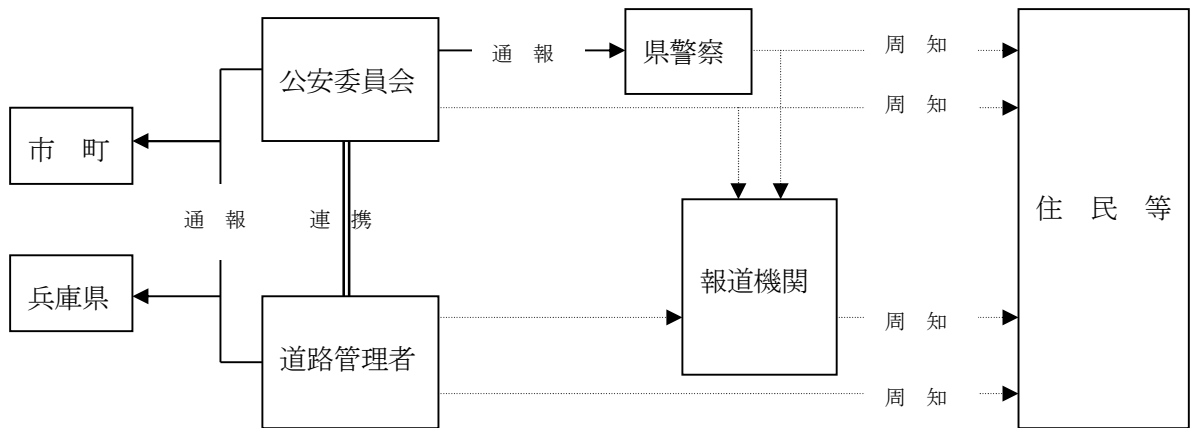 通　報
県警察
周　知
公安委員会
周　知
市　町
住　民　等
通　報
連　携
報道機関
兵庫県
周　知
道路管理者
周　知